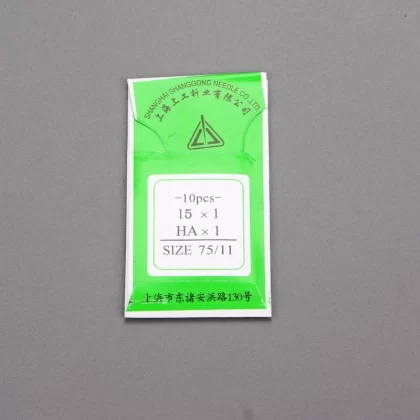 SHANGHAI SHANGGONG NEEDLE CO.,LTD.
上海上工针业有限公司
-10pcs-
15 × 1
HA × 1
SIZE 75/11
上海市东诸安浜路130号